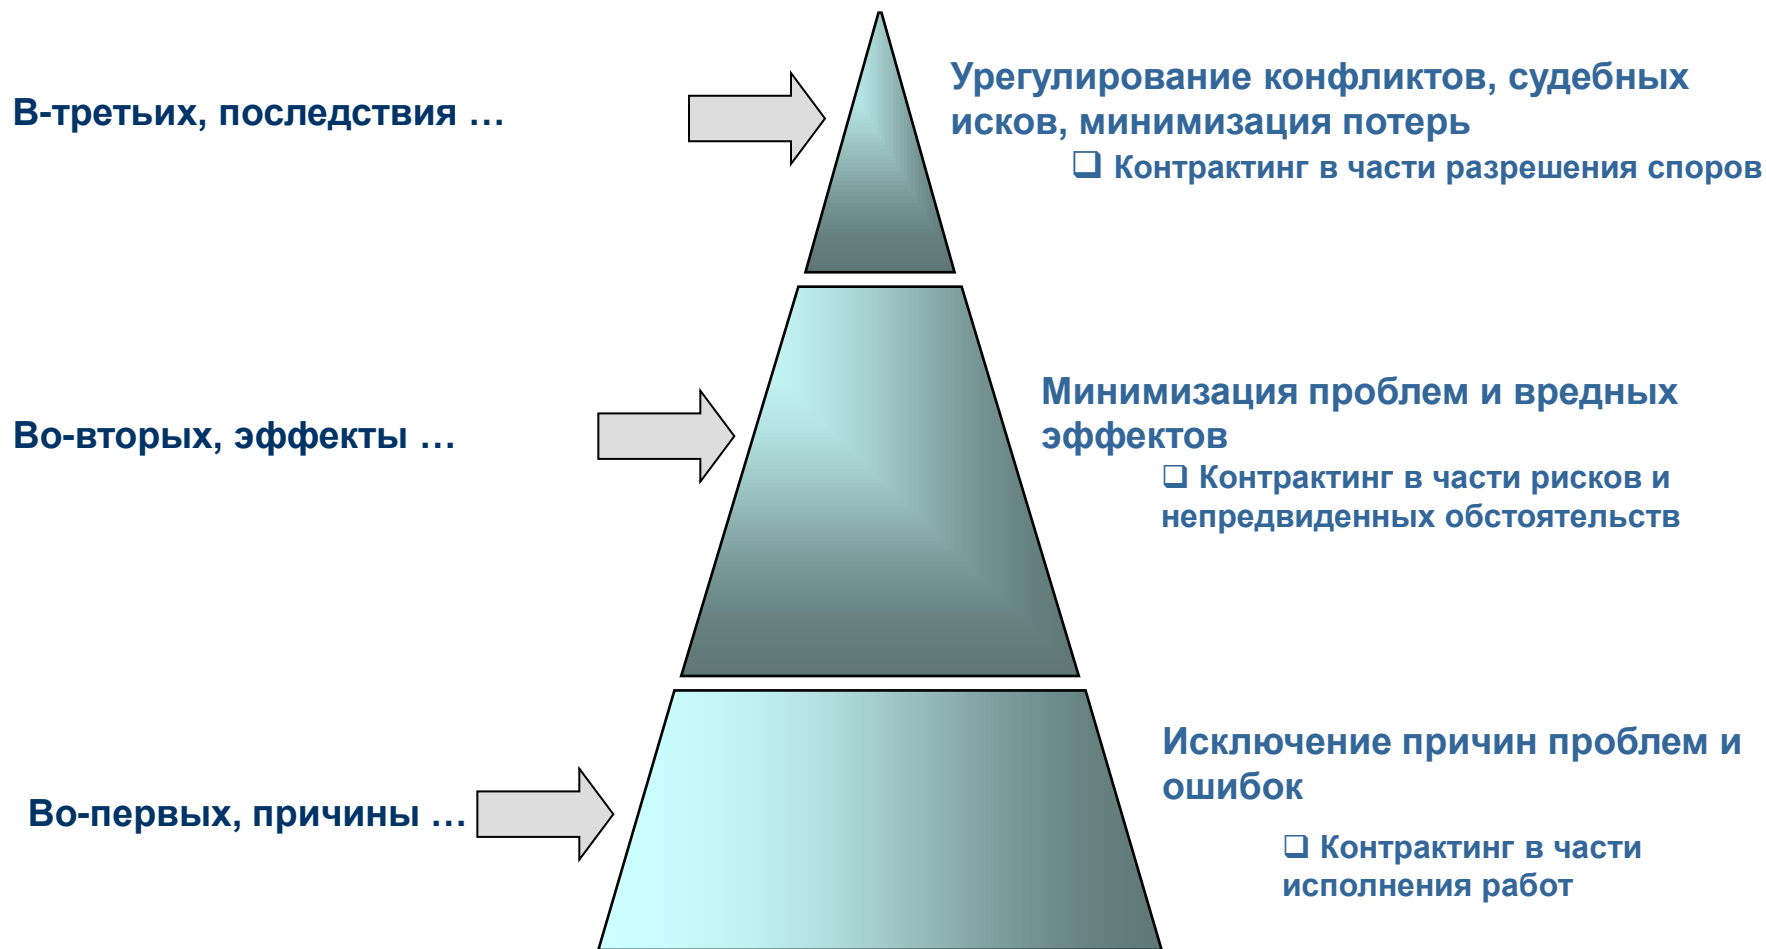 В-третьих, последствия …
Урегулирование конфликтов, судебных
исков, минимизация потерь
❑ Контрактинг в части разрешения споров
Во-вторых, эффекты …
Минимизация проблем и вредных
эффектов
❑ Контрактинг в части рисков и
непредвиденных обстоятельств
Во-первых, причины …
Исключение причин проблем и
ошибок
❑ Контрактинг в части
исполнения работ